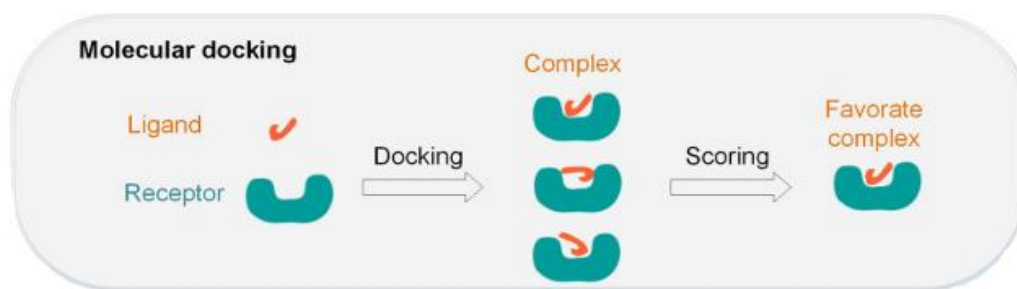 Molecular docking
Ligand
Receptor
Docking
Complex
Scoring
Favorate
complex